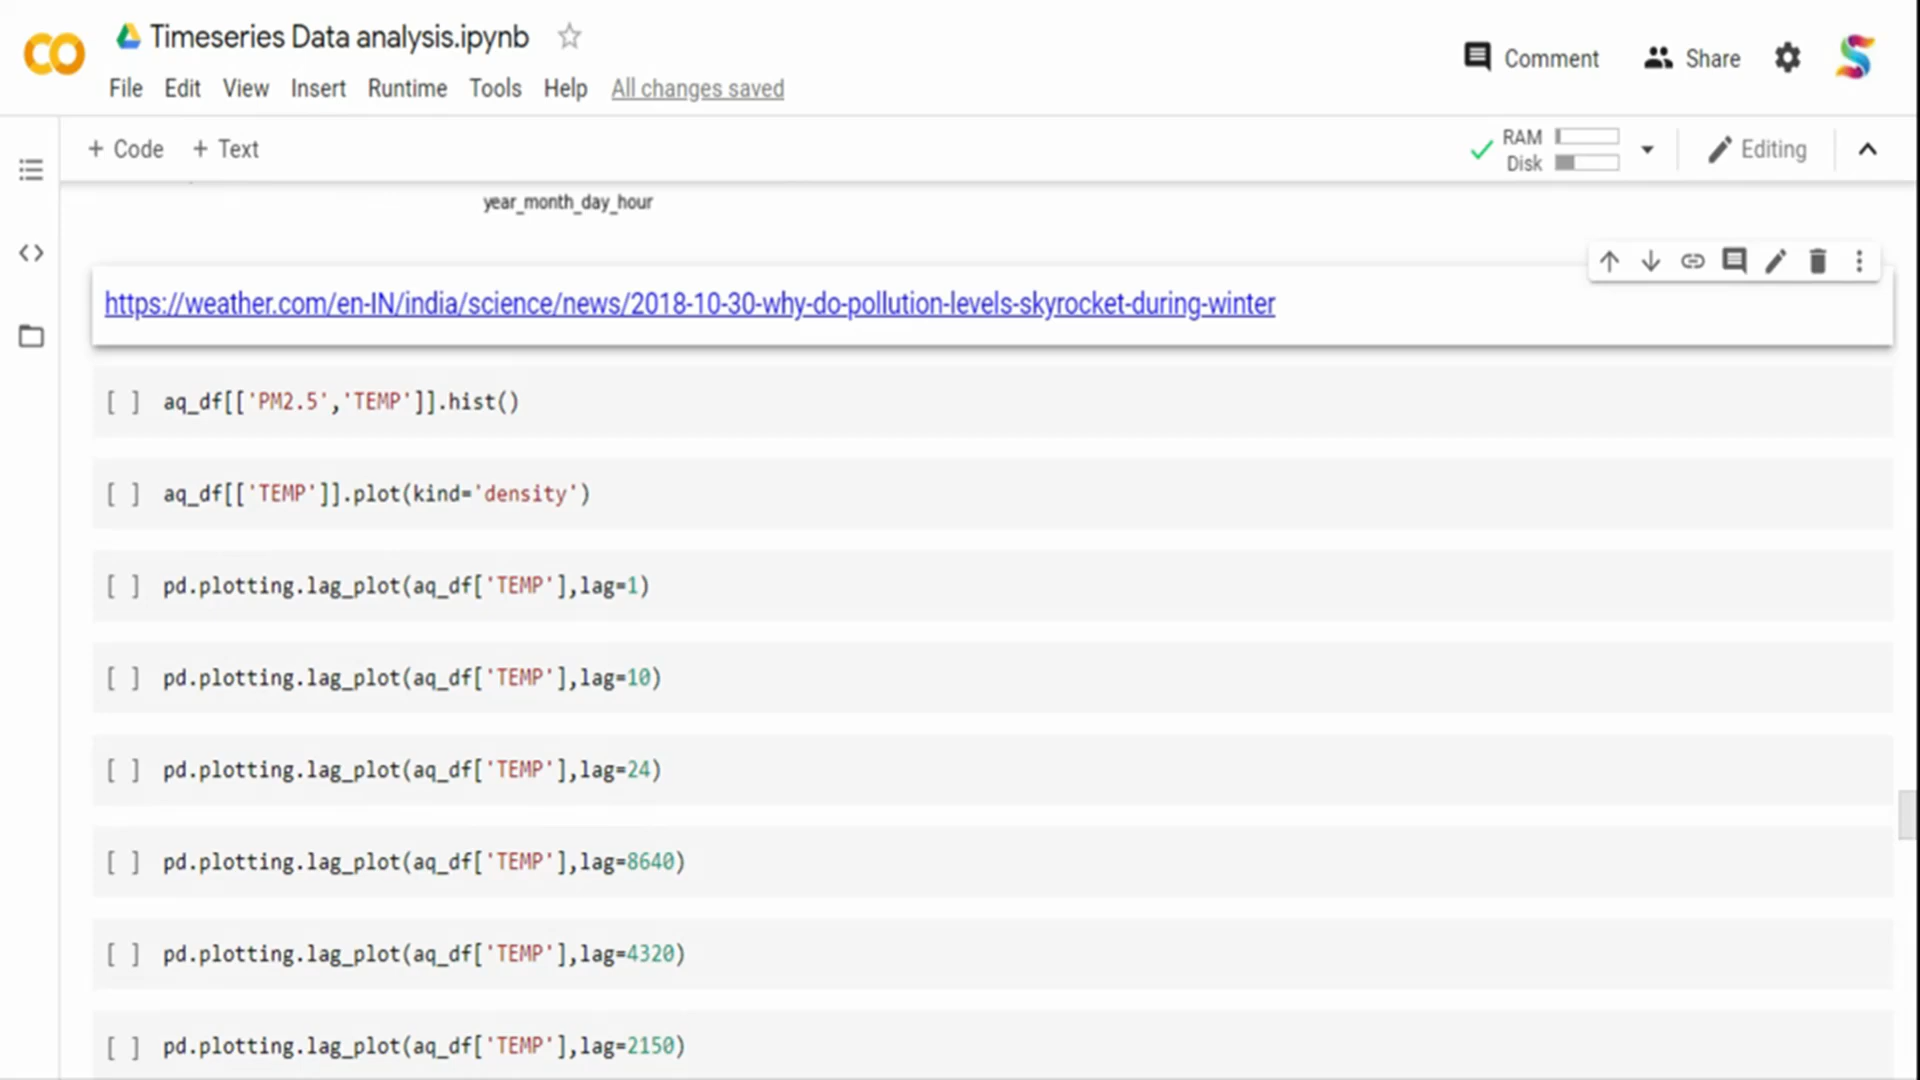 Timeseries Data analysis.ipynb
File Edit View Insert Runtime Tools Help All changes saved
Comment Share
+ Code + Text
RAM
Disk
Editing
year_month_day_hour
https://weather.com/en-IN/india/science/news/2018-10-30-why-do-pollution-levels-skyrocket-during-winter
[ ] aq_df[['PM2.5','TEMP']].hist()
[ ] aq_df[['TEMP']].plot(kind='density')
[ ] pd.plotting.lag_plot(aq_df['TEMP'],lag=1)
[ ] pd.plotting.lag_plot(aq_df['TEMP'],lag=10)
[ ] pd.plotting.lag_plot(aq_df['TEMP'],lag=24)
[ ] pd.plotting.lag_plot(aq_df['TEMP'],lag=8640)
[ ] pd.plotting.lag_plot(aq_df['TEMP'],lag=4320)
[ ] pd.plotting.lag_plot(aq_df['TEMP'],lag=2150)